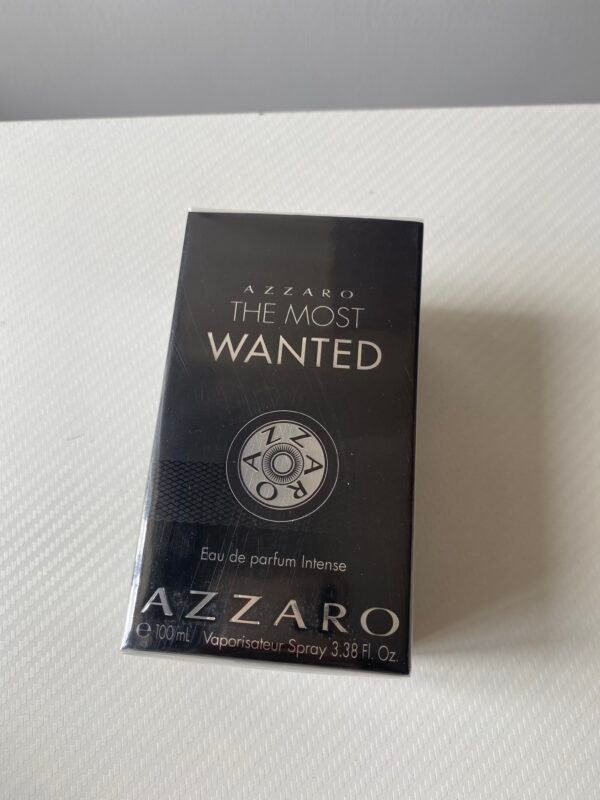 AZZARO
THE MOST
WANTED
AZZARO
Eau de parfum Intense
AZZARO
℮ 100 mL Vaporisateur Spray 3.38 Fl. Oz.